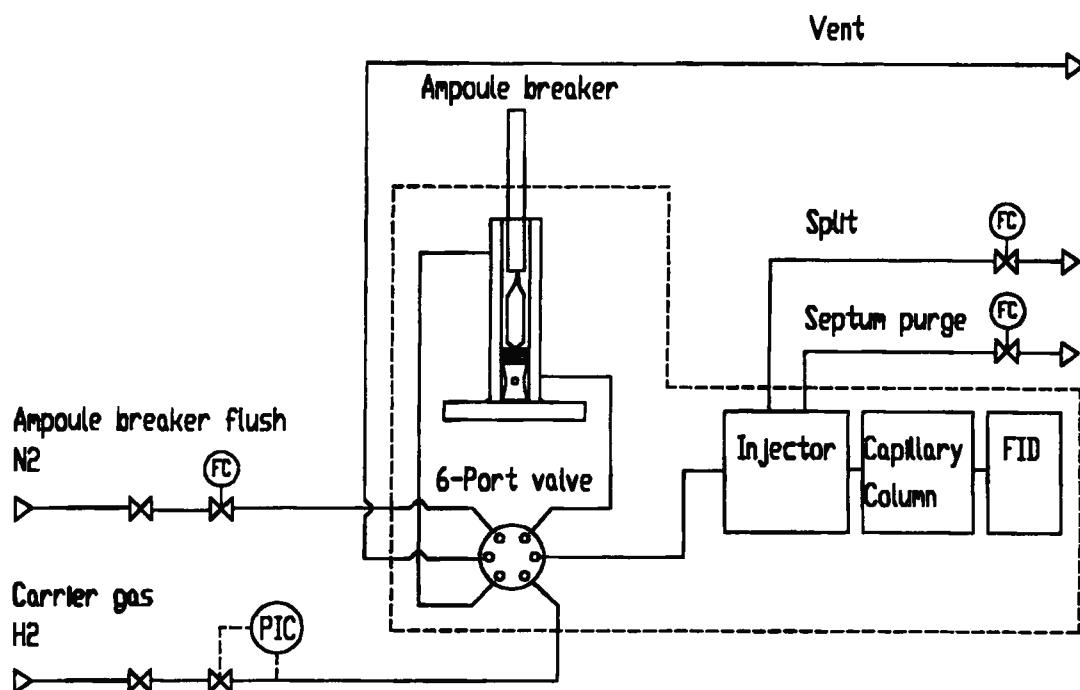 Vent
Ampoule breaker
Split
FC
Septum purge
FC
Ampoule breaker flush
N2
FC
6-Port valve
Injector
Capillary
Column
FID
Carrier gas
H2
PIC